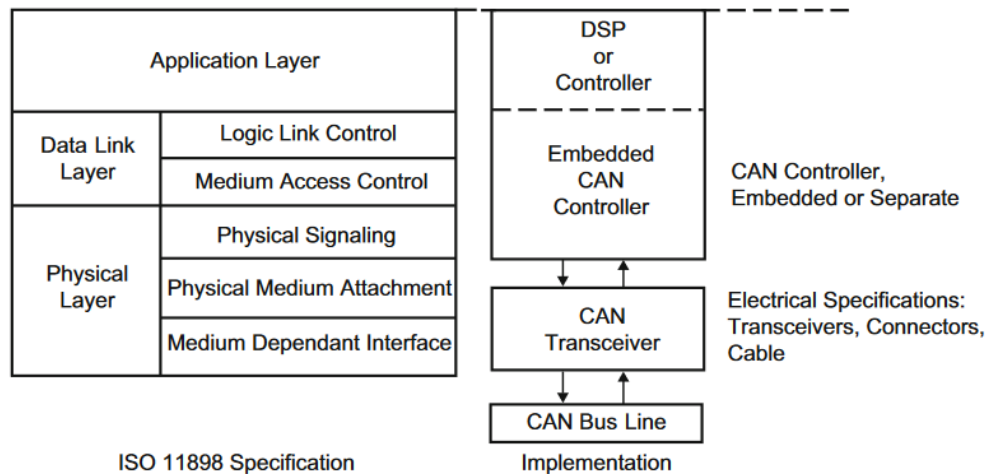 Application Layer
Data Link
Layer
Logic Link Control
Medium Access Control
Physical
Layer
Physical Signaling
Physical Medium Attachment
Medium Dependant Interface
ISO 11898 Specification
DSP
or
Controller
Embedded
CAN
Controller
CAN
Transceiver
CAN Bus Line
Implementation
CAN Controller,
Embedded or Separate
Electrical Specifications:
Transceivers, Connectors,
Cable